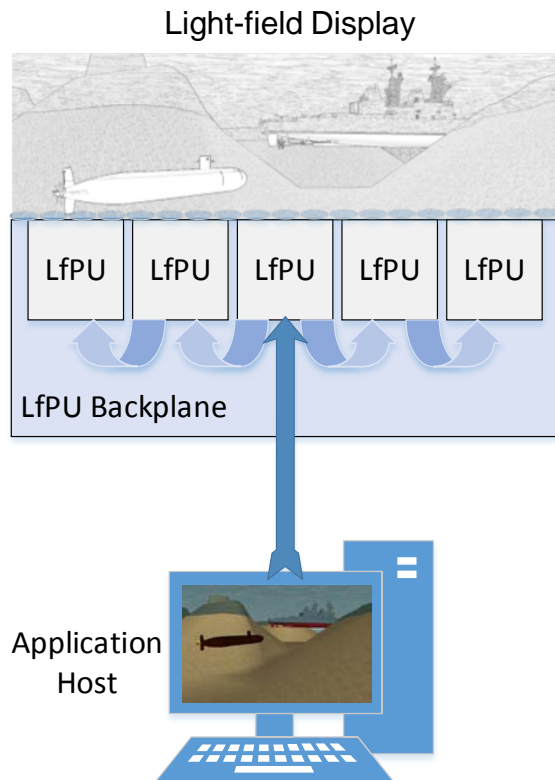 Light-field Display
LfPU LfPU LfPU LfPU LfPU
LfPU Backplane
Application
Host